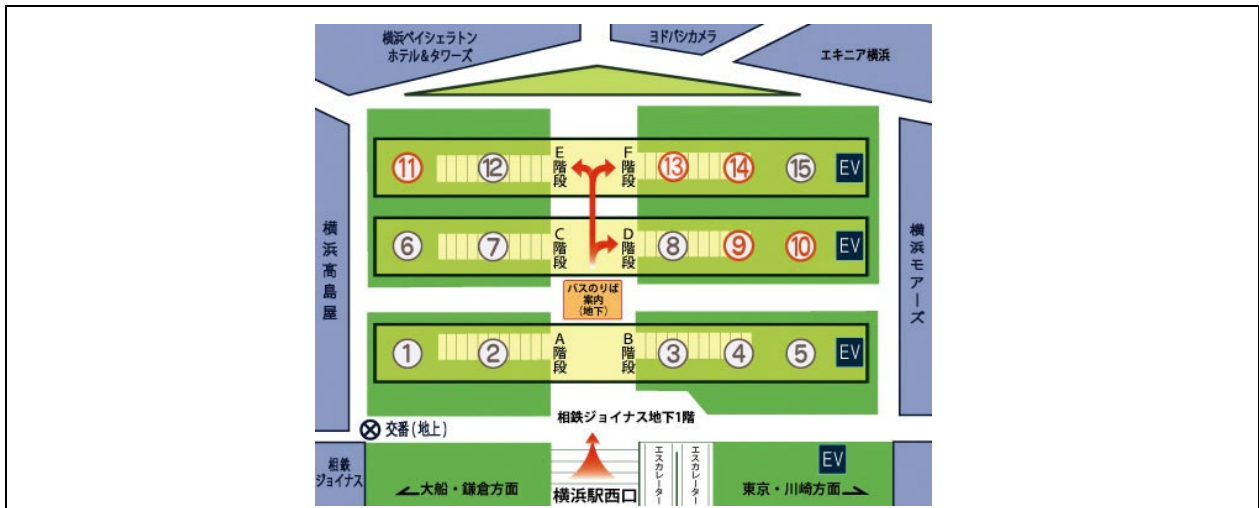 横浜ベイシェラトン
ホテル&タワーズ
ヨドバシカメラ
エキニア横浜
横浜高島屋
横浜モアーズ
⑪
⑫
E階段
F階段
⑬
⑭
⑮
EV
⑥
⑦
C階段
D階段
⑧
⑨
⑩
EV
バスのりば
案内
(地下)
①
②
A階段
B階段
③
④
⑤
EV
相鉄ジョイナス地下1階
交番(地上)
相鉄
ジョイナス
大船・鎌倉方面
横浜駅西口
エスカレーター
エスカレーター
EV
東京・川崎方面